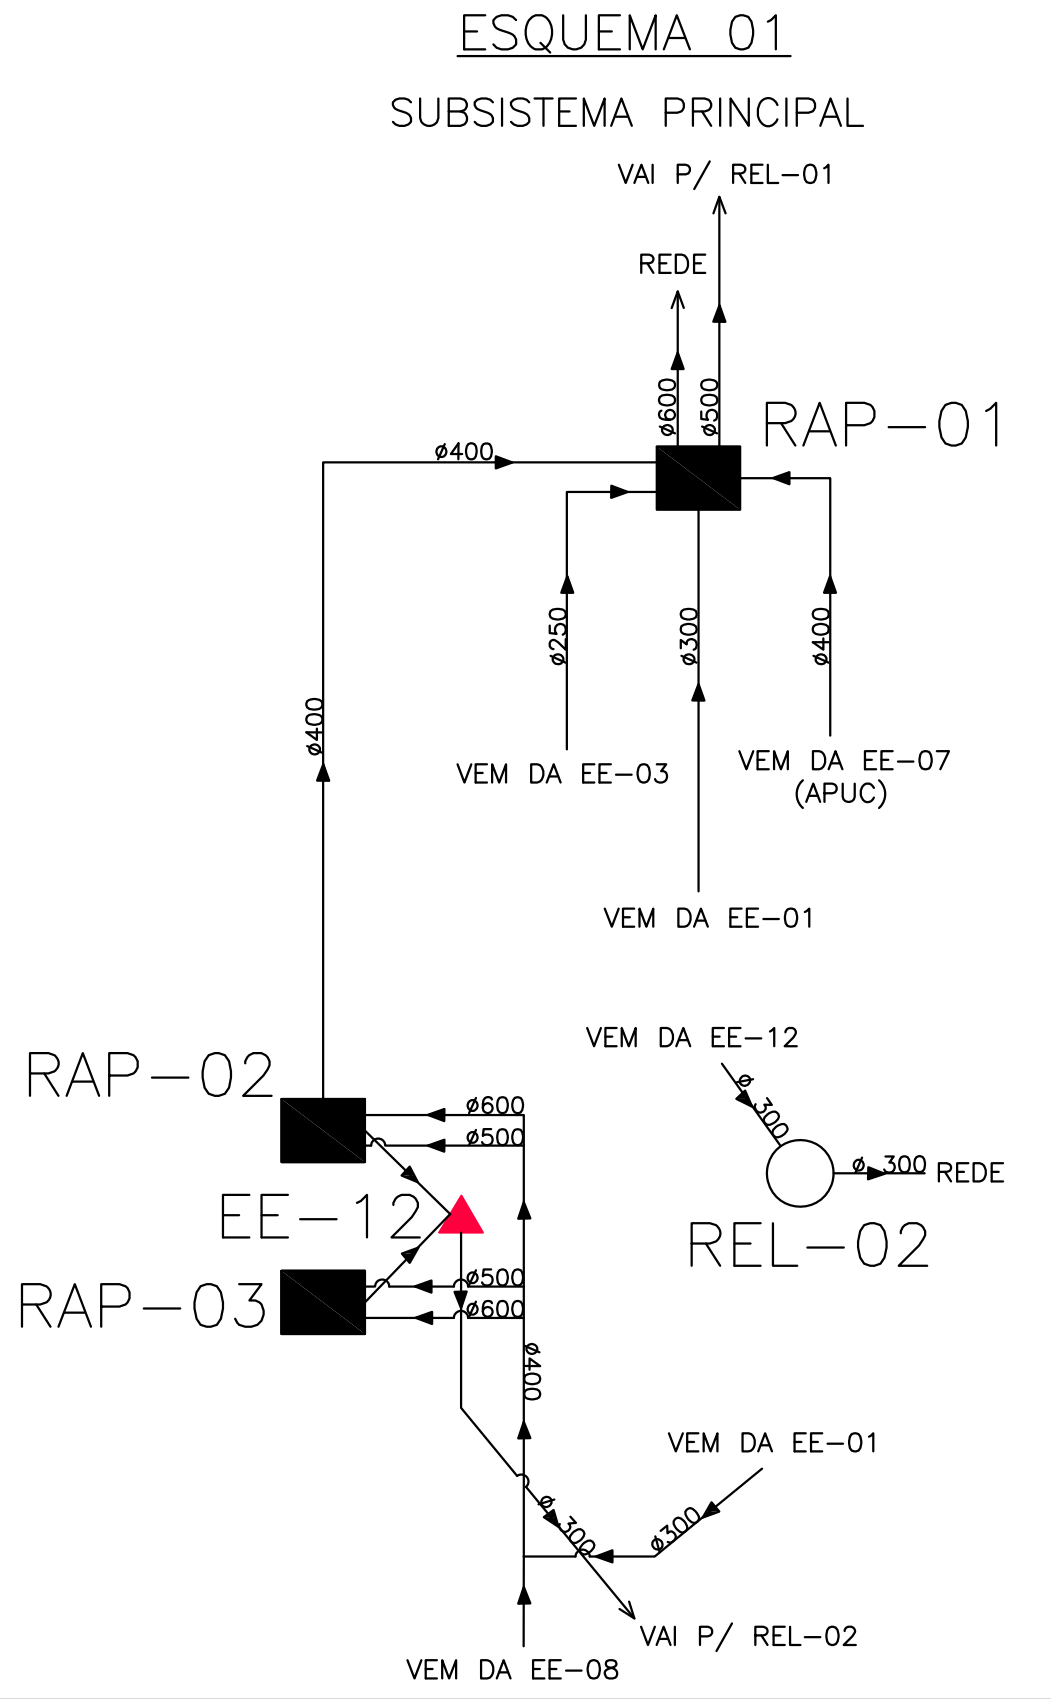 ESQUEMA 01
SUBSISTEMA PRINCIPAL
VAI P/ REL-01
REDE
ø600
ø500
RAP-01
ø400
ø250
ø300
ø400
ø400
VEM DA EE-03
VEM DA EE-07
(APUC)
VEM DA EE-01
VEM DA EE-12
ø 300
RAP-02
ø600
ø500
ø 300 REDE
EE-12
REL-02
RAP-03
ø500
ø600
ø400
VEM DA EE-01
ø 300
ø300
VAI P/ REL-02
VEM DA EE-08